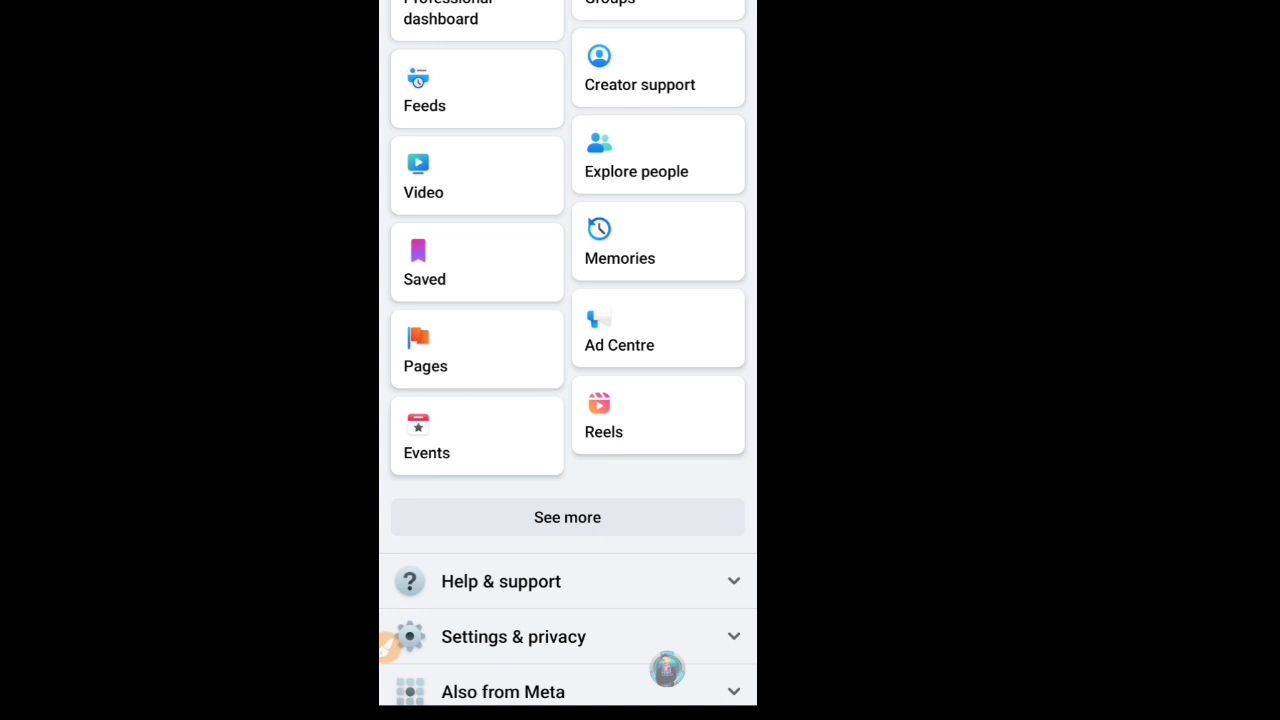 Professional
dashboard
Groups
Creator support
Feeds
Explore people
Video
Memories
Saved
Ad Centre
Pages
Reels
Events
See more
Help & support
Settings & privacy
Also from Meta